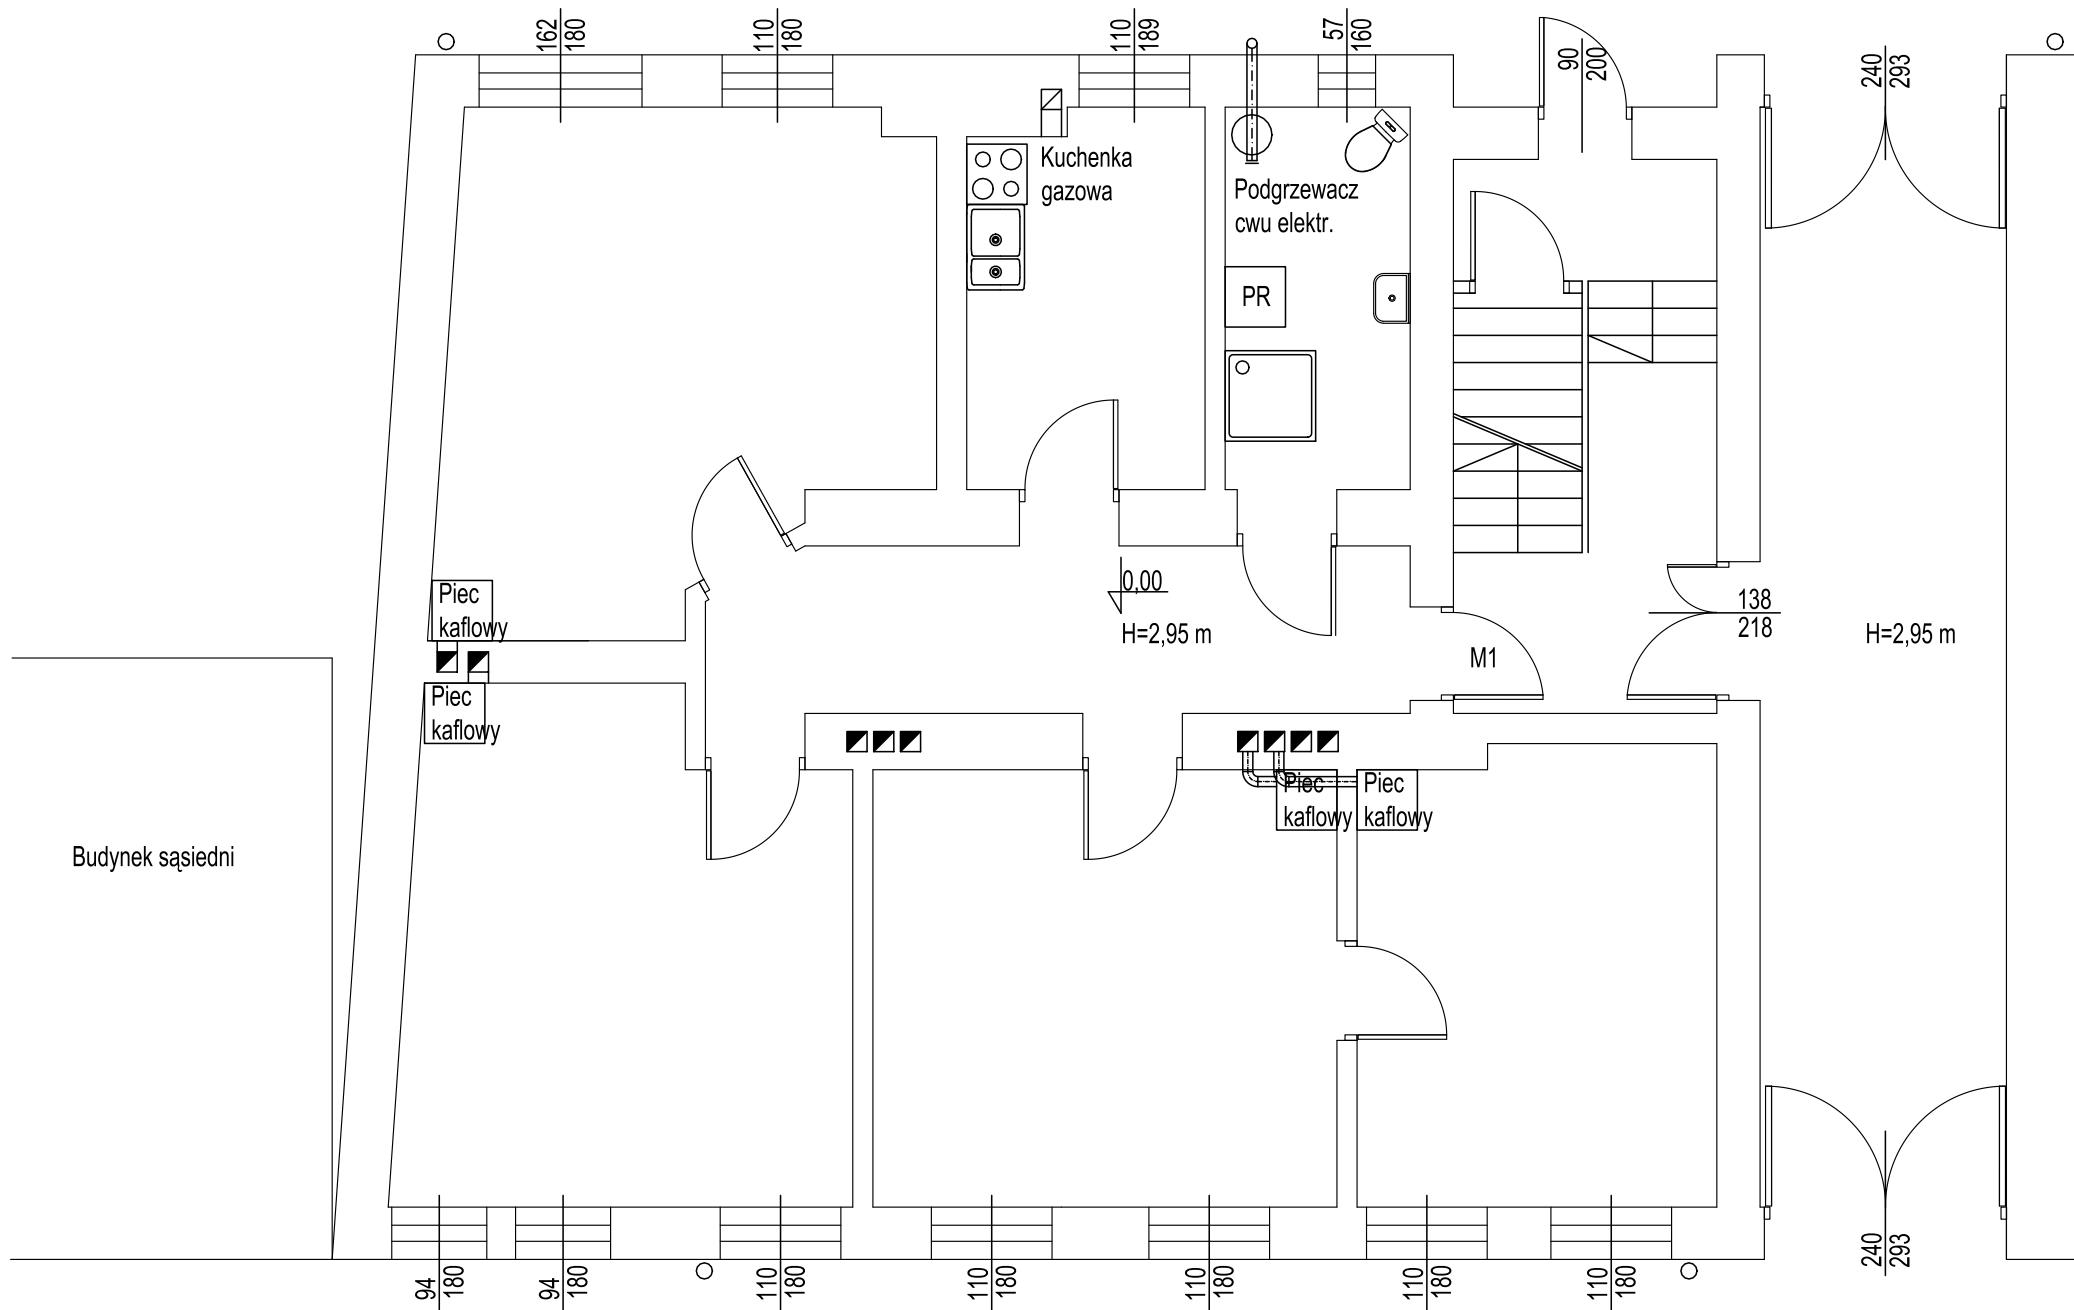 162
180
110
180
110
189
57
160
90
200
240
293
Kuchenka
gazowa
Podgrzewacz
cwu elektr.
PR
Piec
kaflowy
0,00
H=2,95 m
138
218
H=2,95 m
M1
Piec
kaflowy
Piec
kaflowy
Piec
kaflowy
Budynek sąsiedni
94
180
94
180
110
180
110
180
110
180
110
180
110
180
240
293